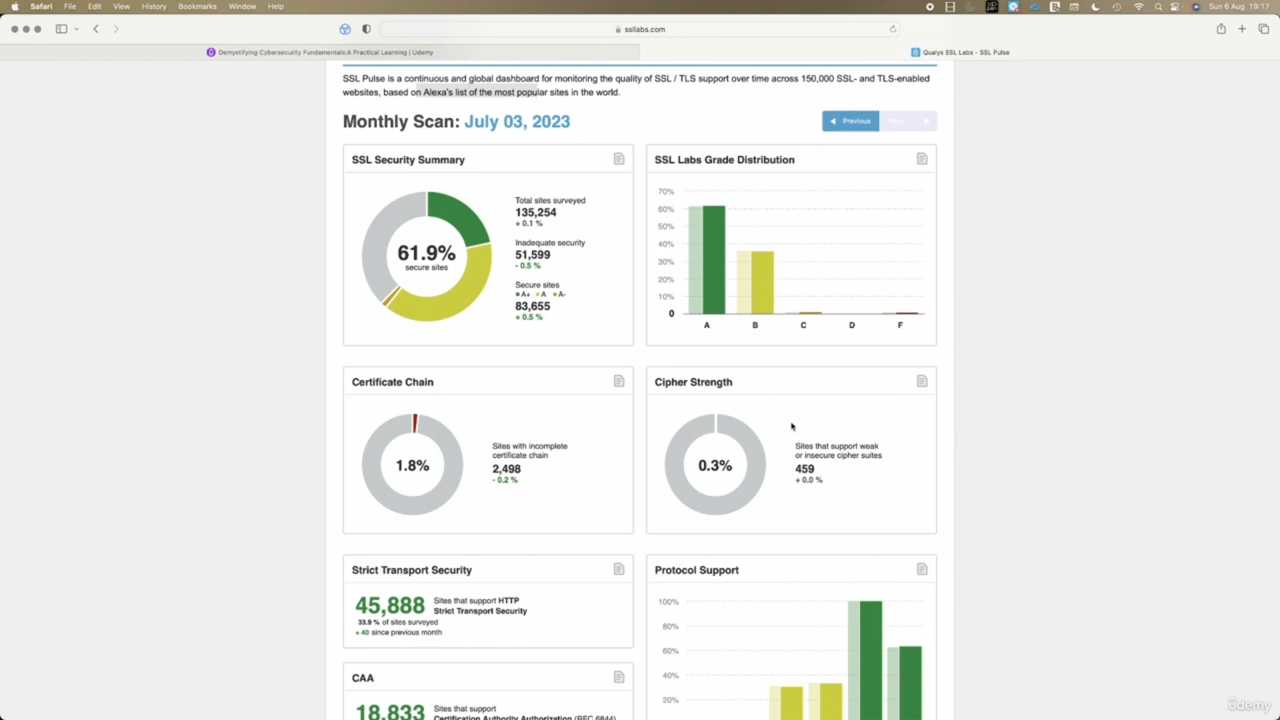 Safari File Edit View History Bookmarks Window Help Sun 6 Aug 19:17
ssllabs.com
Demystifying Cybersecurity Fundamentals:A Practical Learning | Udemy
Qualys SSL Labs - SSL Pulse
SSL Pulse is a continuous and global dashboard for monitoring the quality of SSL / TLS support over time across 150,000 SSL- and TLS-enabled
websites, based on Alexa's list of the most popular sites in the world.
Monthly Scan: July 03, 2023
Previous
Next
SSL Security Summary
61.9%
secure sites
Total sites surveyed
135,254
+ 0.1 %
Inadequate security
51,599
- 0.5 %
Secure sites
A+ A A-
83,655
+ 0.5 %
SSL Labs Grade Distribution
70%
60%
50%
40%
30%
20%
10%
0
A B C D F
Certificate Chain
1.8%
Sites with incomplete
certificate chain
2,498
- 0.2 %
Cipher Strength
0.3%
Sites that support weak
or insecure cipher suites
459
+ 0.0 %
Strict Transport Security
45,888
Sites that support HTTP
Strict Transport Security
33.9 % of sites surveyed
+ 40 since previous month
Protocol Support
100%
80%
60%
40%
20%
CAA
18,833
Sites that support
Certification Authority Authorization (RFC 6844)
Udemy